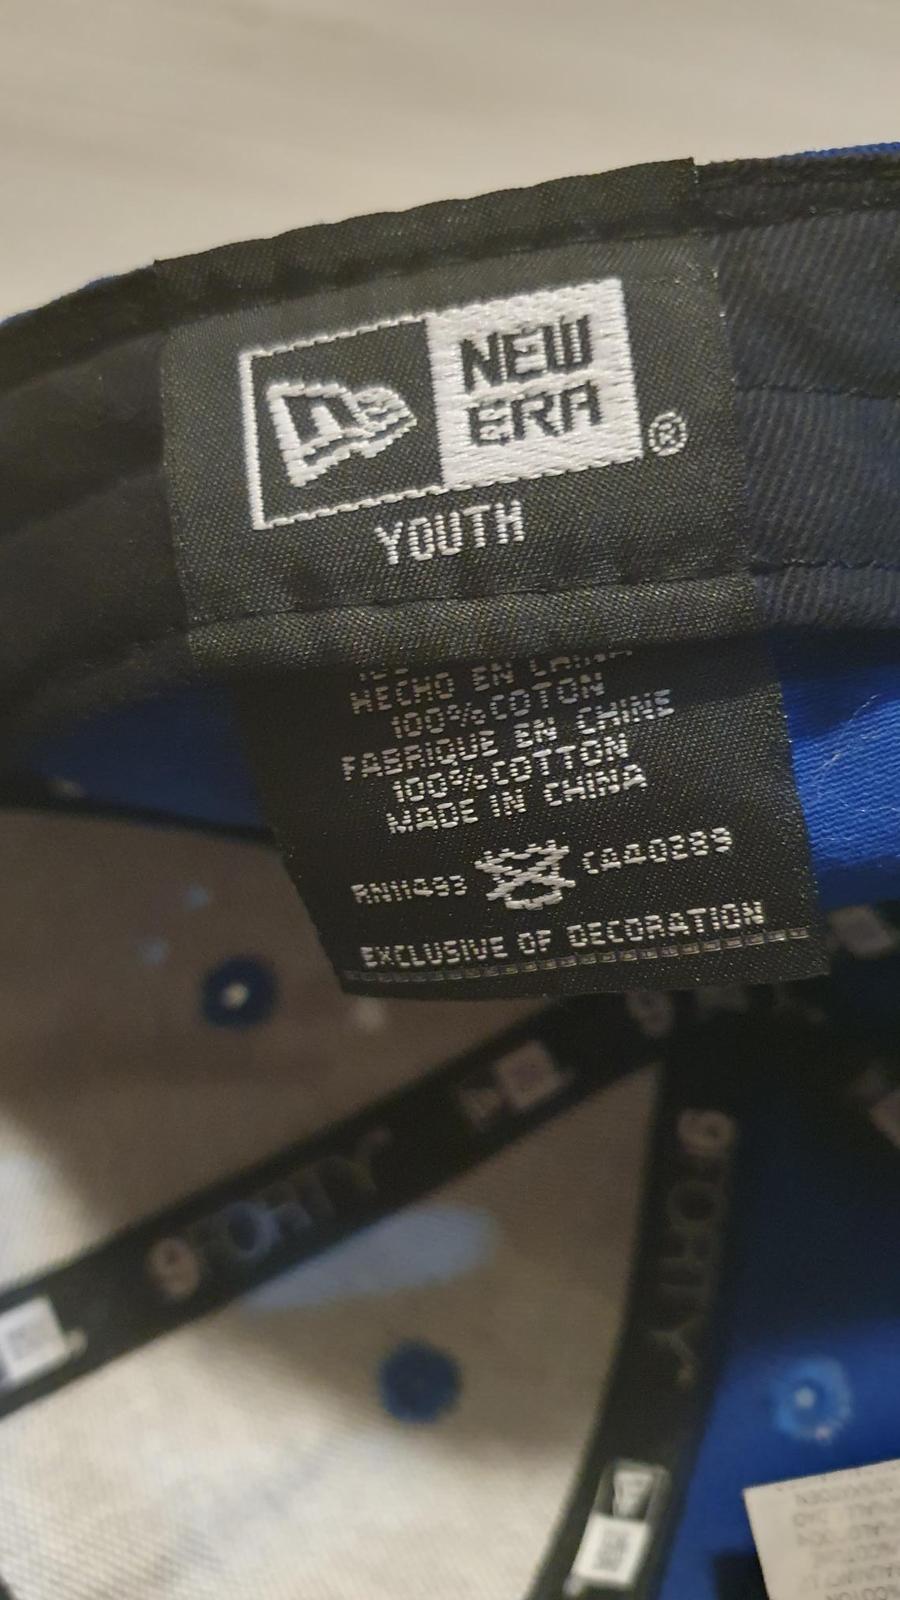 NEW
ERA
®
YOUTH
HECHO EN CHINA
100% COTON
FABRIQUE EN CHINE
100% COTTON
MADE IN CHINA
RN11493 CA40289
EXCLUSIVE OF DECORATION
9FORTY
9FORTY